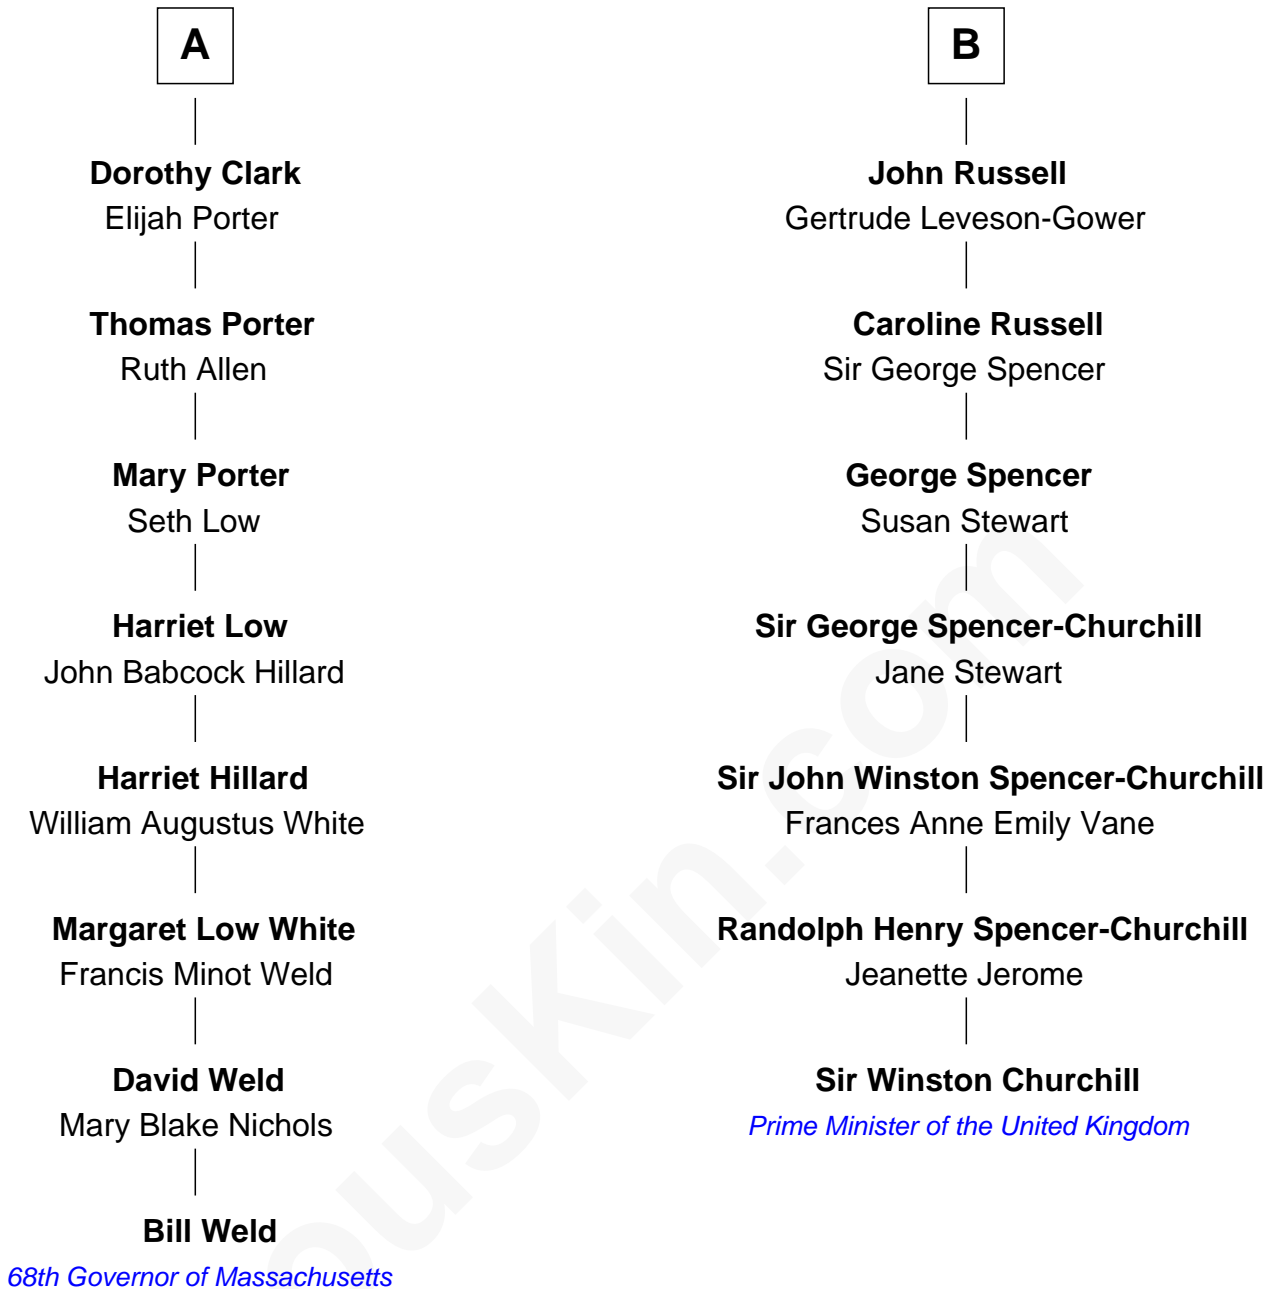 A
Dorothy Clark
Elijah Porter
Thomas Porter
Ruth Allen
Mary Porter
Seth Low
Harriet Low
John Babcock Hillard
Harriet Hillard
William Augustus White
Margaret Low White
Francis Minot Weld
David Weld
Mary Blake Nichols
Bill Weld
68th Governor of Massachusetts
B
John Russell
Gertrude Leveson-Gower
Caroline Russell
Sir George Spencer
George Spencer
Susan Stewart
Sir George Spencer-Churchill
Jane Stewart
Sir John Winston Spencer-Churchill
Frances Anne Emily Vane
Randolph Henry Spencer-Churchill
Jeanette Jerome
Sir Winston Churchill
Prime Minister of the United Kingdom
ousKin.com